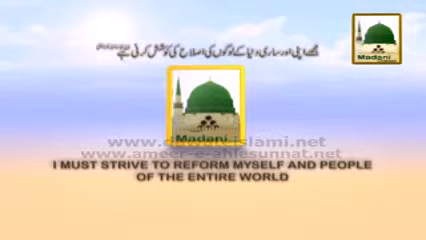 مجھے اپنی اور ساری دنیا کے لوگوں کی اصلاح کی کوشش کرنی ہے
Madani
Madani
www.dawateislami.net
www.ameer-e-ahlesunnat.net
I MUST STRIVE TO REFORM MYSELF AND PEOPLE
OF THE ENTIRE WORLD